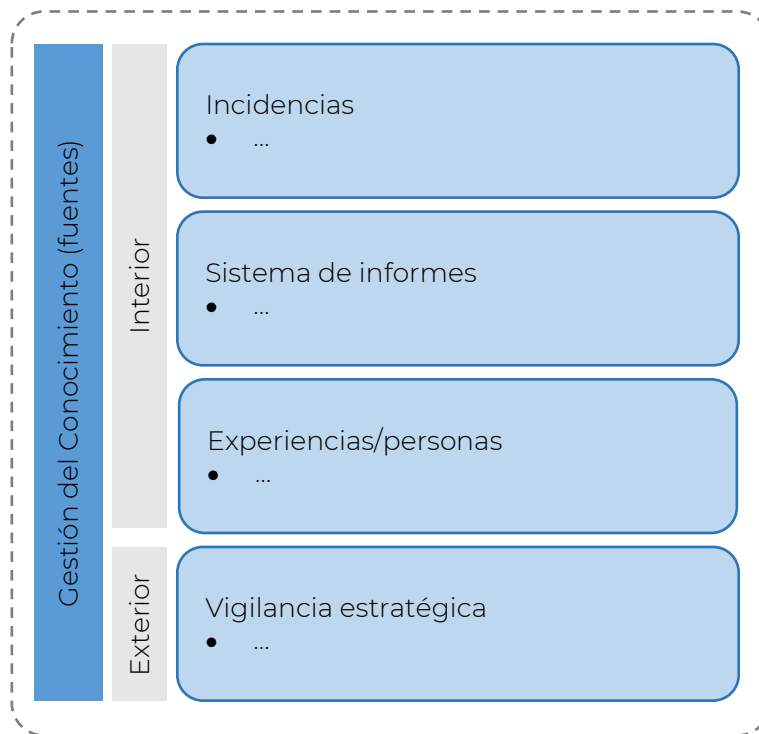 Gestión del Conocimiento (fuentes)
Interior
Incidencias
• ...
Sistema de informes
• ...
Experiencias/personas
• ...
Exterior
Vigilancia estratégica
• ...